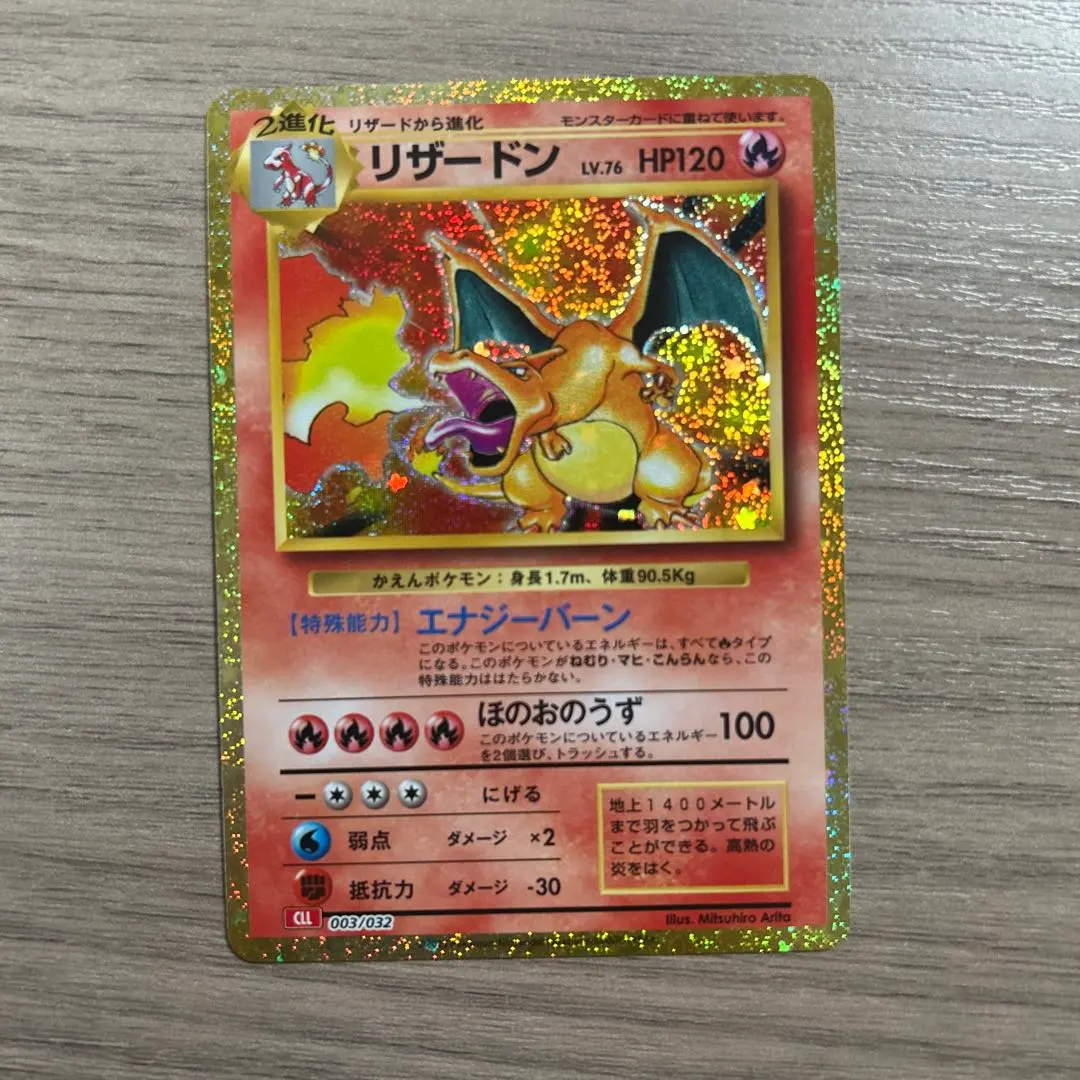 2進化
リザードから進化
モンスターカードに重ねて使います。
リザードン LV.76 HP120
かえんポケモン：身長1.7m、体重90.5Kg
【特殊能力】エナジーバーン
このポケモンについているエネルギーは、すべてタイプ
になる。このポケモンがねむり・マヒ・こんらんなら、この
特殊能力ははたらかない。
ほのおのうず 100
このポケモンについているエネルギー
を2個選び、トラッシュする。
にげる
弱点 ダメージ ×2
抵抗力 ダメージ -30
地上1400メートル
まで羽をつかって飛ぶ
ことができる。高熱の
炎をはく。
CLL 003/032
Illus. Mitsuhiro Arita